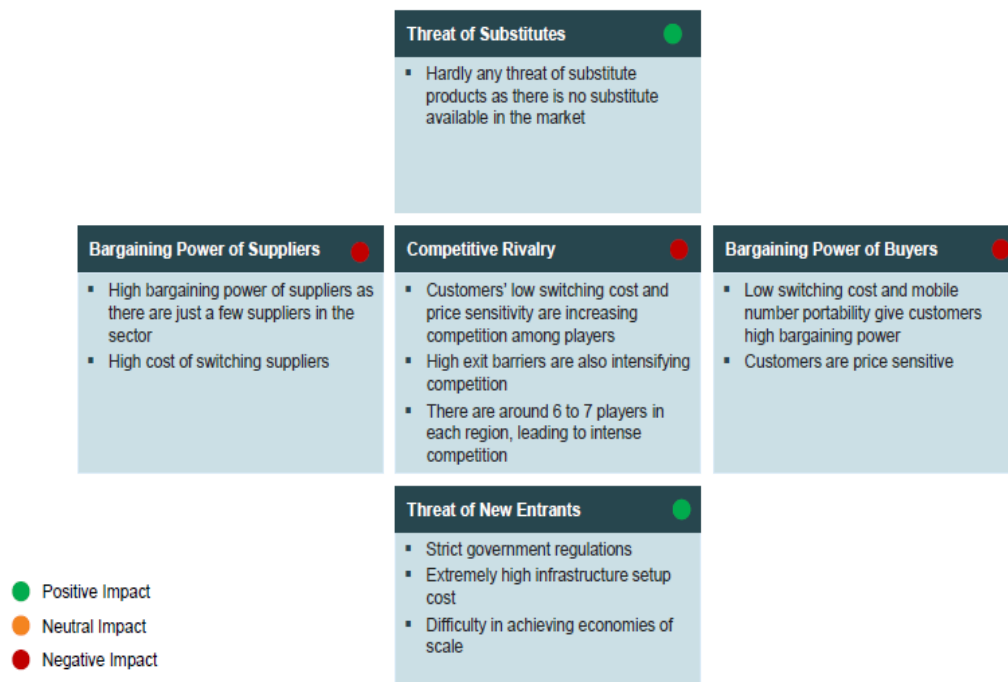 Threat of Substitutes
▪ Hardly any threat of substitute
products as there is no substitute
available in the market
Bargaining Power of Suppliers
▪ High bargaining power of suppliers as
there are just a few suppliers in the
sector
▪ High cost of switching suppliers
Competitive Rivalry
▪ Customers' low switching cost and
price sensitivity are increasing
competition among players
▪ High exit barriers are also intensifying
competition
▪ There are around 6 to 7 players in
each region, leading to intense
competition
Bargaining Power of Buyers
▪ Low switching cost and mobile
number portability give customers
high bargaining power
▪ Customers are price sensitive
Threat of New Entrants
▪ Strict government regulations
▪ Extremely high infrastructure setup
cost
▪ Difficulty in achieving economies of
scale
Positive Impact
Neutral Impact
Negative Impact